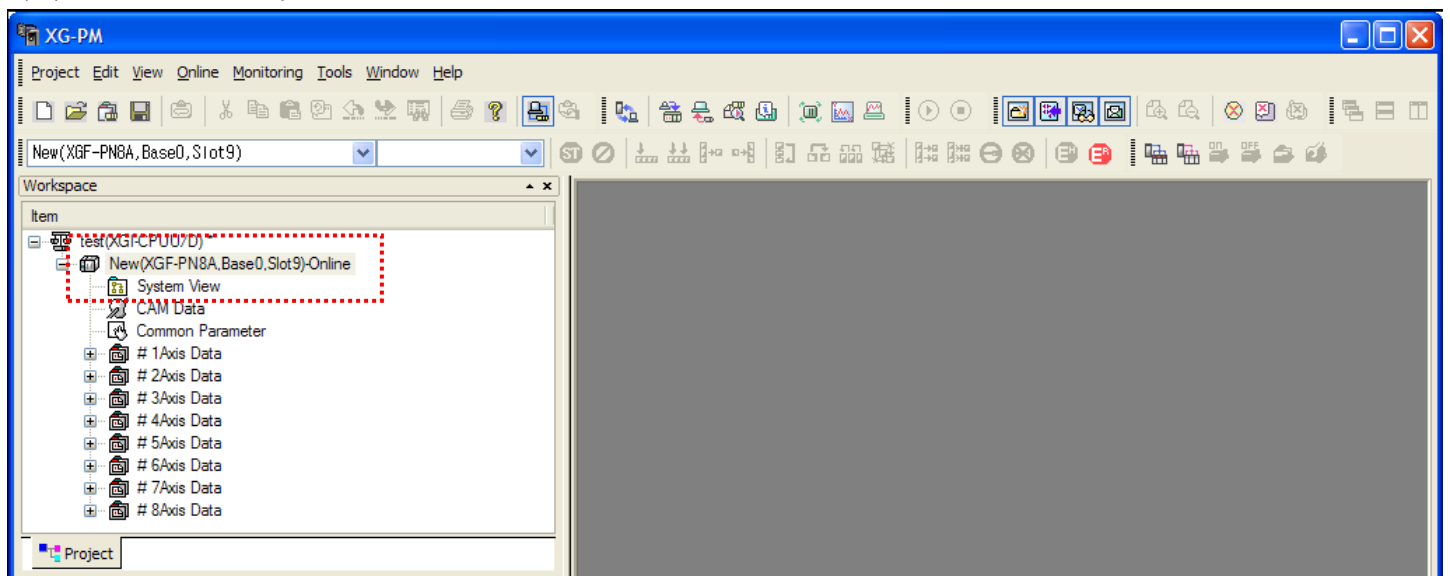 XG-PM
Project Edit View Online Monitoring Tools Window Help
New(XGF-PN8A,Base0,Slot9)
Workspace
Item
test(XGI-CPUU/D) *
New(XGF-PN8A,Base0,Slot9)-Online
System View
CAM Data
Common Parameter
# 1Axis Data
# 2Axis Data
# 3Axis Data
# 4Axis Data
# 5Axis Data
# 6Axis Data
# 7Axis Data
# 8Axis Data
Project